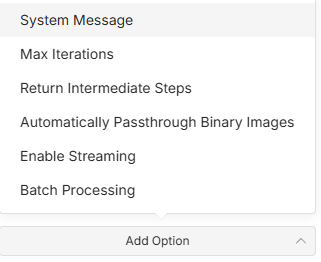 System Message
Max Iterations
Return Intermediate Steps
Automatically Passthrough Binary Images
Enable Streaming
Batch Processing
Add Option